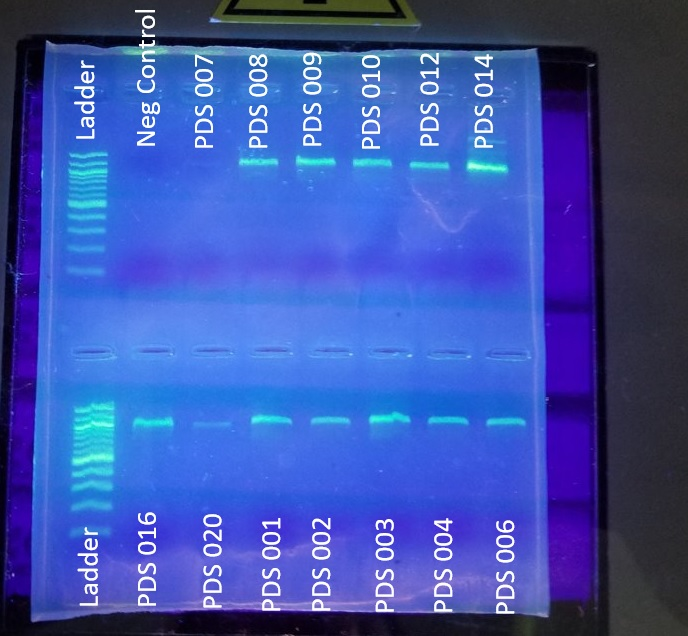 Ladder
Neg Control
PDS 007
PDS 008
PDS 009
PDS 010
PDS 012
PDS 014
Ladder
PDS 016
PDS 020
PDS 001
PDS 002
PDS 003
PDS 004
PDS 006